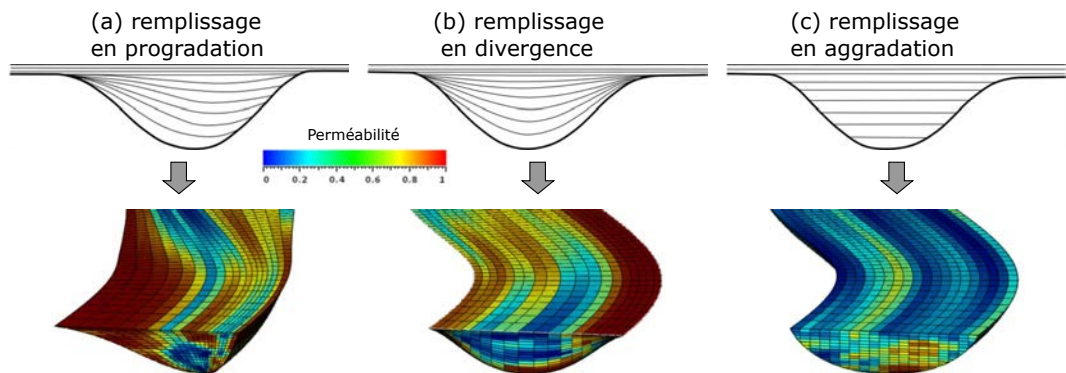 (a) remplissage
en progradation
(b) remplissage
en divergence
(c) remplissage
en aggradation
Perméabilité
0 0.2 0.4 0.6 0.8 1